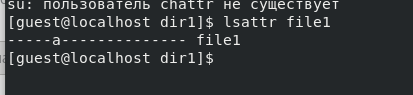 su: пользователь chattr не существует
[guest@localhost dir1]$ lsattr file1
-----a-------------- file1
[guest@localhost dir1]$